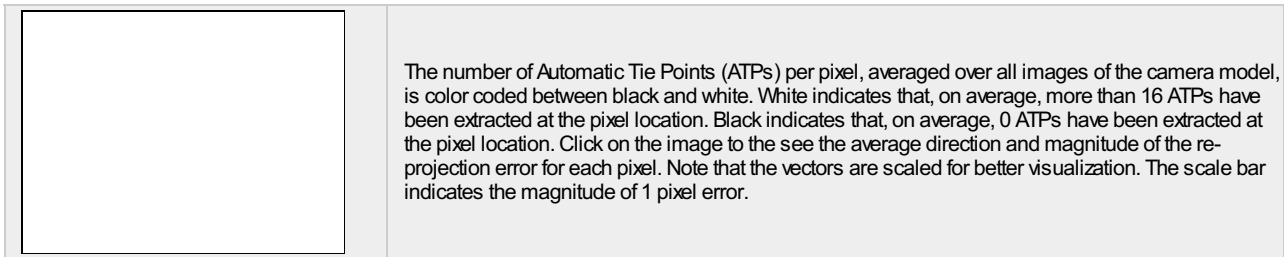 The number of Automatic Tie Points (ATPs) per pixel, averaged over all images of the camera model,
is color coded between black and white. White indicates that, on average, more than 16 ATPs have
been extracted at the pixel location. Black indicates that, on average, 0 ATPs have been extracted at
the pixel location. Click on the image to the see the average direction and magnitude of the re-
projection error for each pixel. Note that the vectors are scaled for better visualization. The scale bar
indicates the magnitude of 1 pixel error.